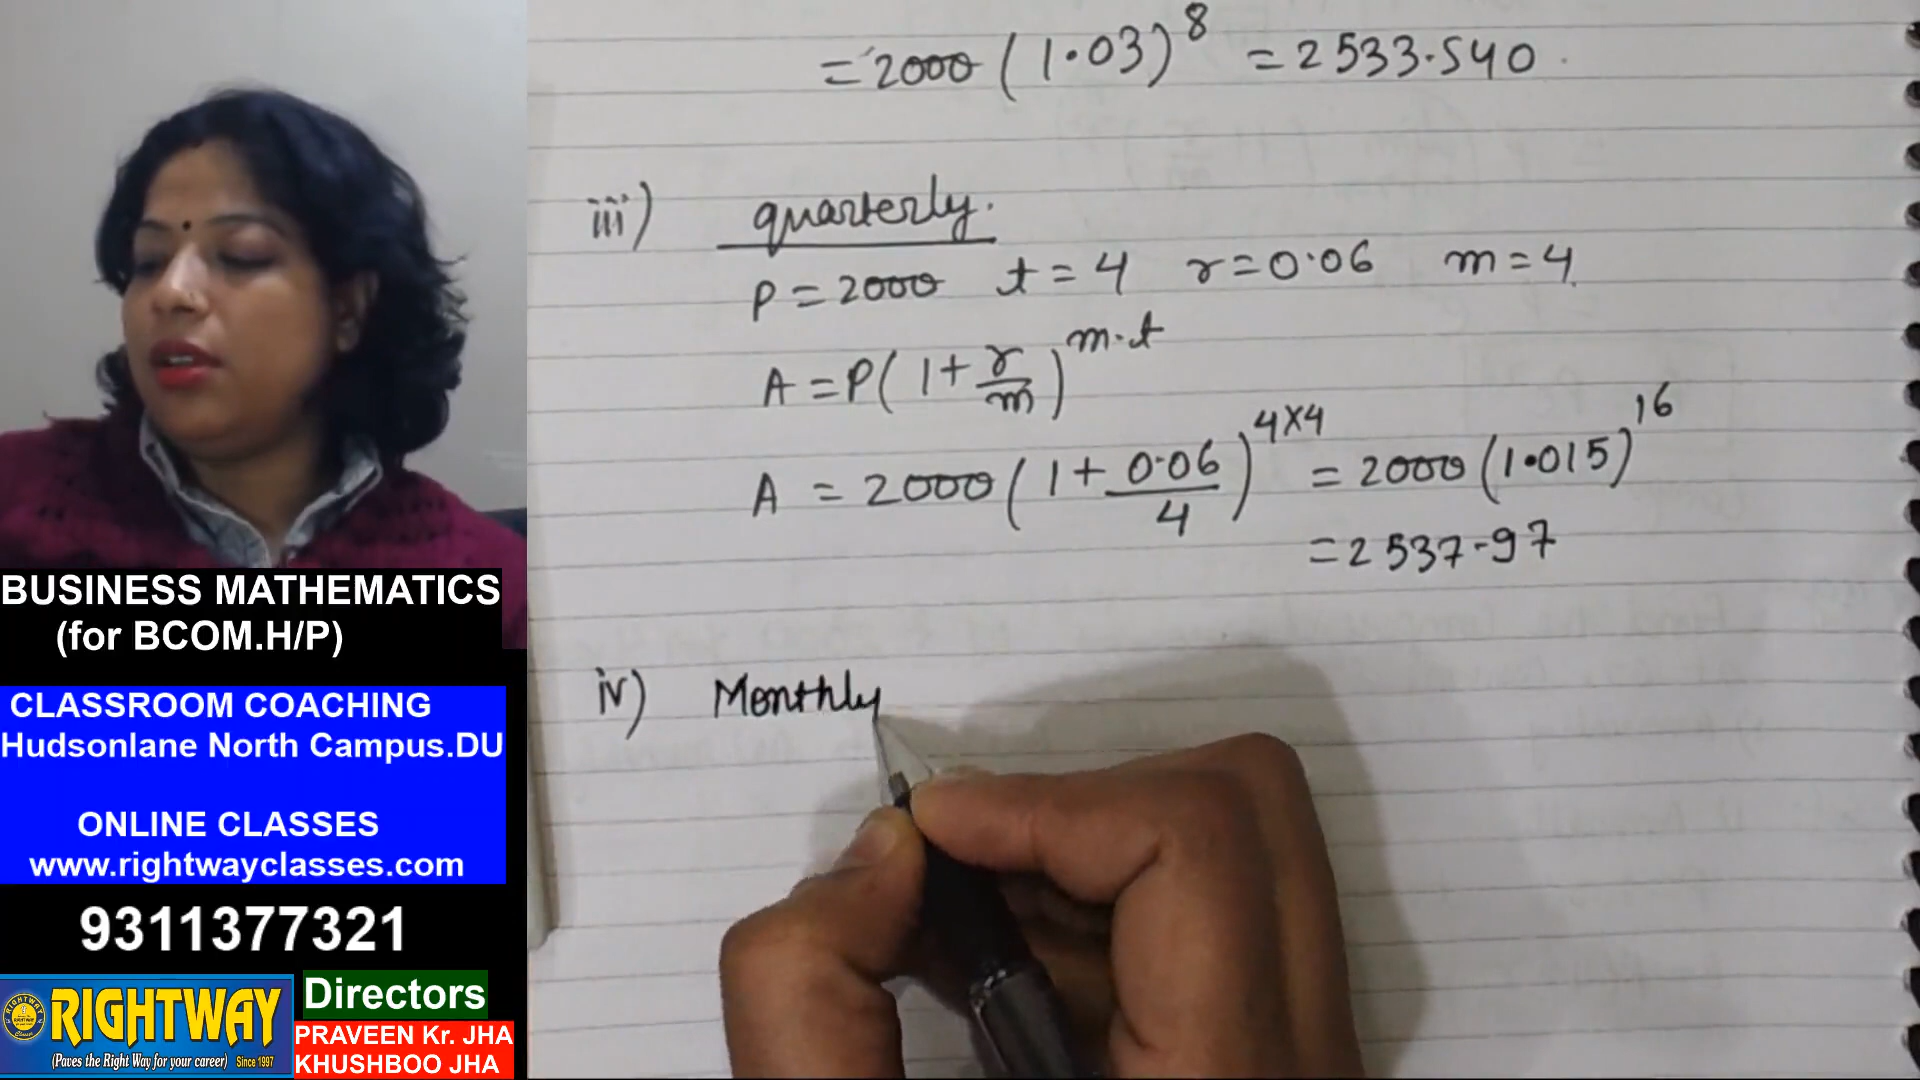 = 2000 (1.03)^8 = 2533.540
iii) quarterly.
P = 2000 t = 4 r = 0.06 m = 4
A = P(1 + r/m)^m.t
A = 2000 (1 + 0.06/4)^4×4 = 2000 (1.015)^16
= 2537.97
iv) Monthly
BUSINESS MATHEMATICS
(for BCOM.H/P)
CLASSROOM COACHING
Hudsonlane North Campus.DU
ONLINE CLASSES
www.rightwayclasses.com
9311377321
RIGHTWAY
(Paves the Right Way for your career) Since 1997
Directors
PRAVEEN Kr. JHA
KHUSHBOO JHA